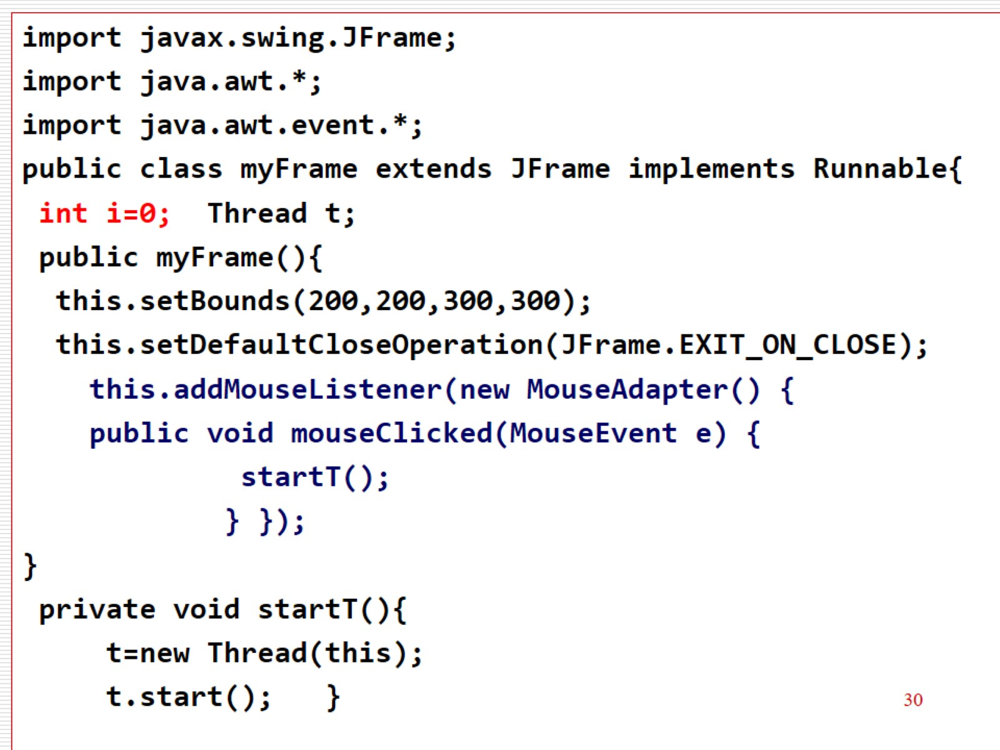 import javax.swing.JFrame;
import java.awt.*;
import java.awt.event.*;
public class myFrame extends JFrame implements Runnable{
 int i=0;  Thread t;
 public myFrame(){
  this.setBounds(200,200,300,300);
  this.setDefaultCloseOperation(JFrame.EXIT_ON_CLOSE);
    this.addMouseListener(new MouseAdapter() {
    public void mouseClicked(MouseEvent e) {
             startT();
            } });
}
 private void startT(){
     t=new Thread(this);
     t.start();   }
30